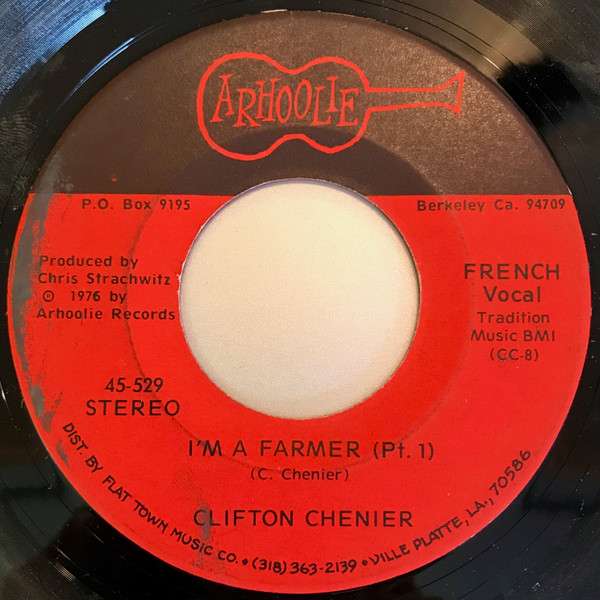 ARHOOLIE
P.O. Box 9195
Berkeley Ca. 94709
Produced by
Chris Strachwitz
℗ 1976 by
Arhoolie Records
FRENCH
Vocal
Tradition
Music BMI
(CC-8)
45-529
STEREO
I'M A FARMER (Pt. 1)
(C. Chenier)
CLIFTON CHENIER
DIST. BY FLAT TOWN MUSIC CO. • (318) 363-2139 • VILLE PLATTE, LA., 70586